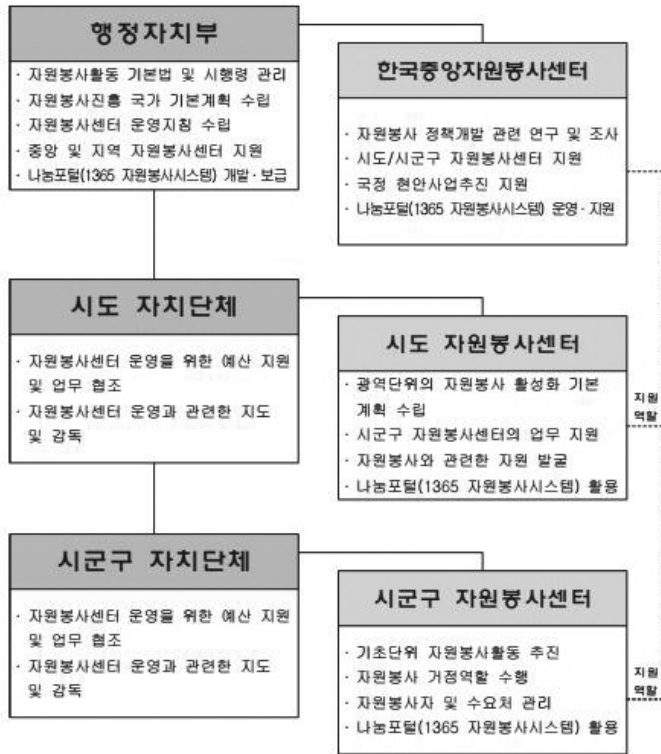 행정자치부
· 자원봉사활동 기본법 및 시행령 관리
· 자원봉사진흥 국가 기본계획 수립
· 자원봉사센터 운영지침 수립
· 중앙 및 지역 자원봉사센터 지원
· 나눔포털(1365 자원봉사시스템) 개발·보급
한국중앙자원봉사센터
· 자원봉사 정책개발 관련 연구 및 조사
· 시도/시군구 자원봉사센터 지원
· 국정 현안사업추진 지원
· 나눔포털(1365 자원봉사시스템) 운영·지원
시도 자치단체
· 자원봉사센터 운영을 위한 예산 지원
및 업무 협조
· 자원봉사센터 운영과 관련한 지도
및 감독
시도 자원봉사센터
· 광역단위의 자원봉사 활성화 기본
계획 수립
· 시군구 자원봉사센터의 업무 지원
· 자원봉사와 관련한 자원 발굴
· 나눔포털(1365 자원봉사시스템) 활용
지원
역할
시군구 자치단체
· 자원봉사센터 운영을 위한 예산 지원
및 업무 협조
· 자원봉사센터 운영과 관련한 지도
및 감독
시군구 자원봉사센터
· 기초단위 자원봉사활동 추진
· 자원봉사 거점역할 수행
· 자원봉사자 및 수요처 관리
· 나눔포털(1365 자원봉사시스템) 활용
지원
역할